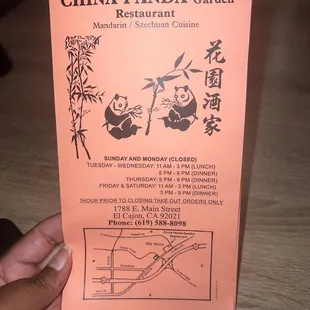 CHINA PANDA Garden
Restaurant
Mandarin / Szechuan Cuisine
花園酒家
SUNDAY AND MONDAY (CLOSED)
TUESDAY - WEDNESDAY: 11 AM - 3 PM (LUNCH)
5 PM - 9 PM (DINNER)
THURSDAY: 5 PM - 9 PM (DINNER)
FRIDAY & SATURDAY: 11 AM - 3 PM (LUNCH)
5 PM - 9 PM (DINNER)
1HOUR PRIOR TO CLOSING TAKE OUT ORDERS ONLY
1788 E. Main Street
El Cajon, CA 92021
Phone: (619) 588-8098